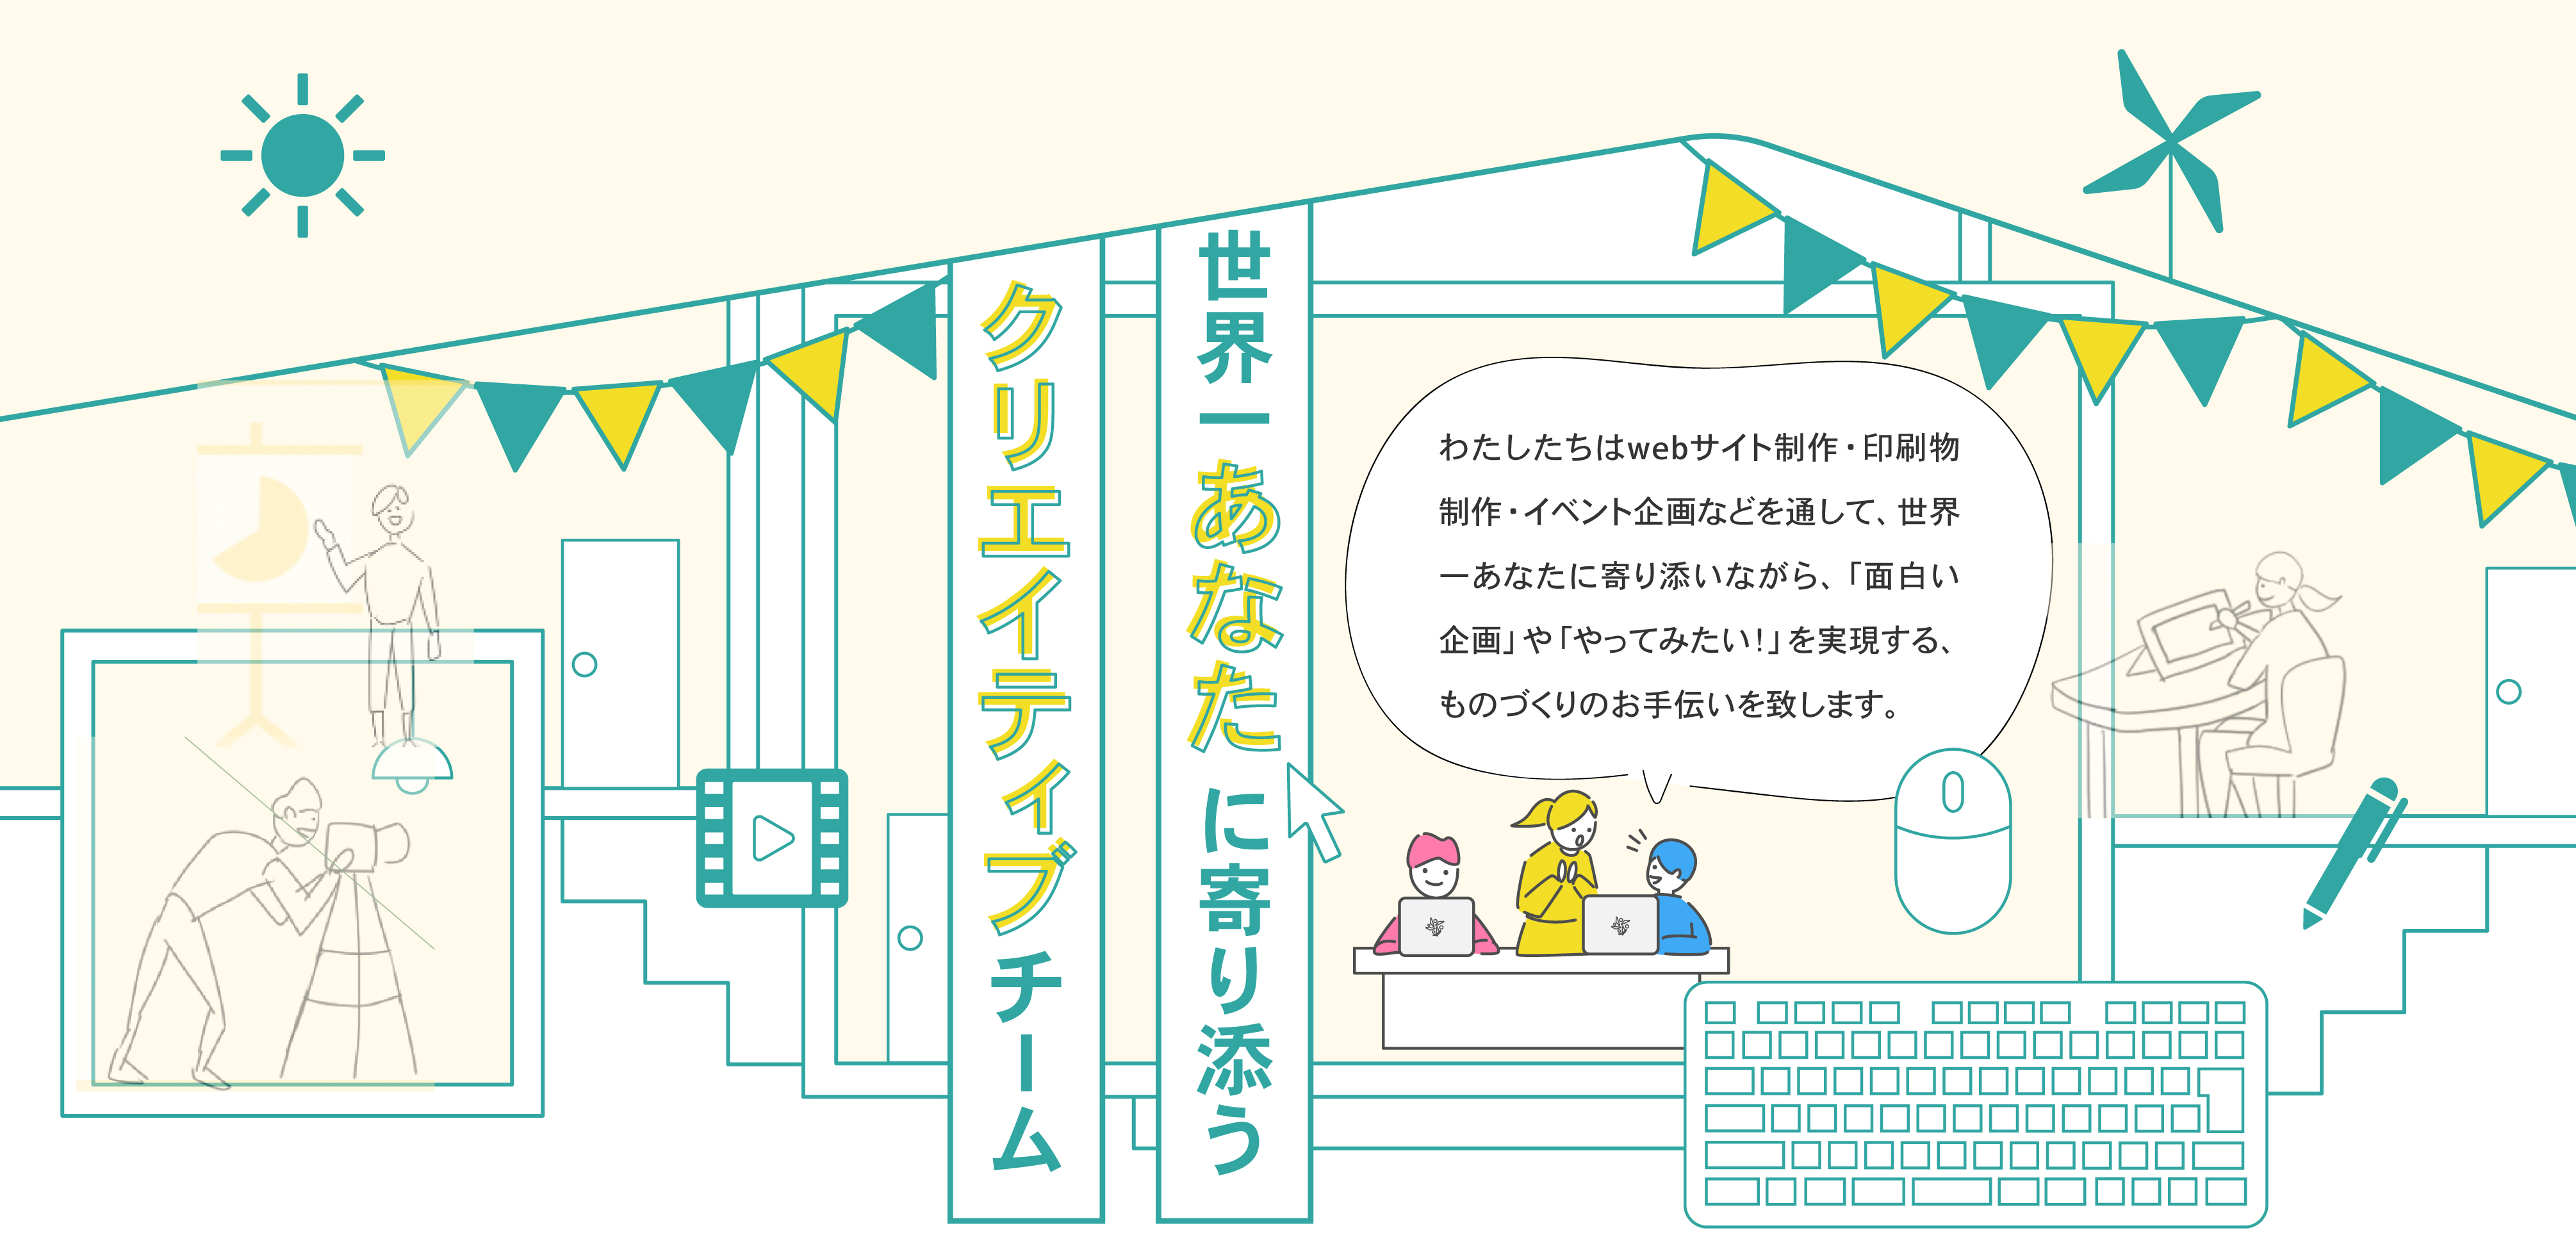 世界一あなたに寄り添う
クリエイティブチーム
わたしたちはwebサイト制作・印刷物
制作・イベント企画などを通して、世界
一あなたに寄り添いながら、「面白い
企画」や「やってみたい!」を実現する、
ものづくりのお手伝いを致します。